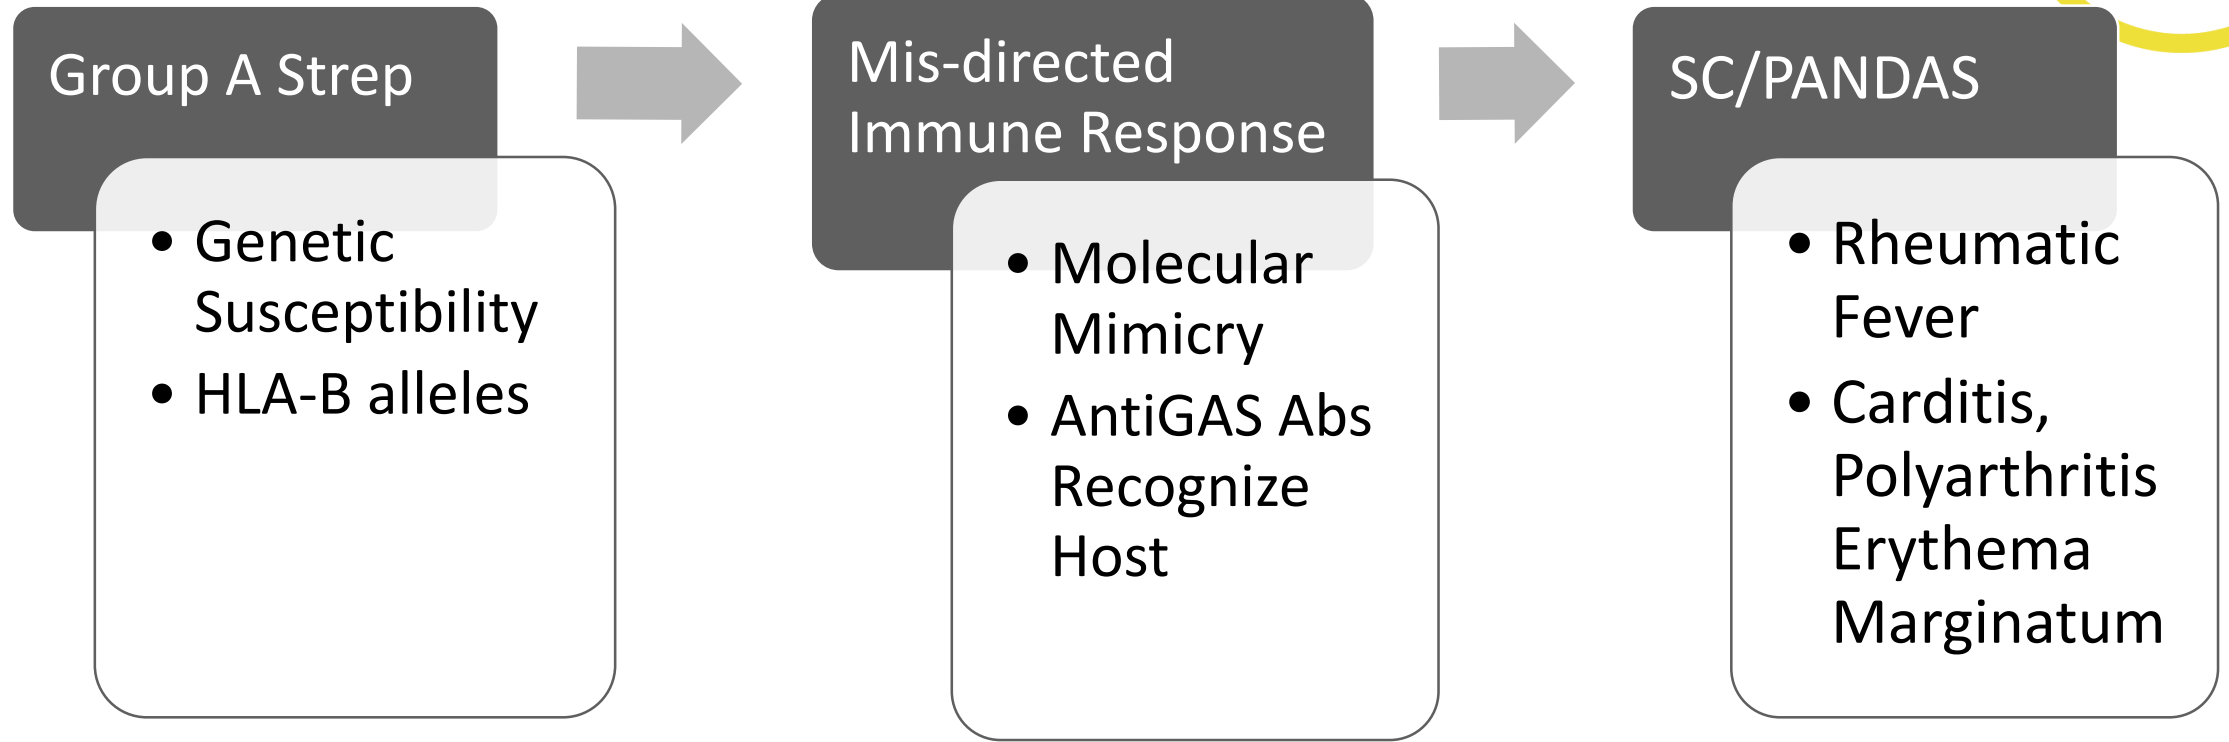 Group A Strep
• Genetic
Susceptibility
• HLA-B alleles
Mis-directed
Immune Response
• Molecular
Mimicry
• AntiGAS Abs
Recognize
Host
SC/PANDAS
• Rheumatic
Fever
• Carditis,
Polyarthritis
Erythema
Marginatum